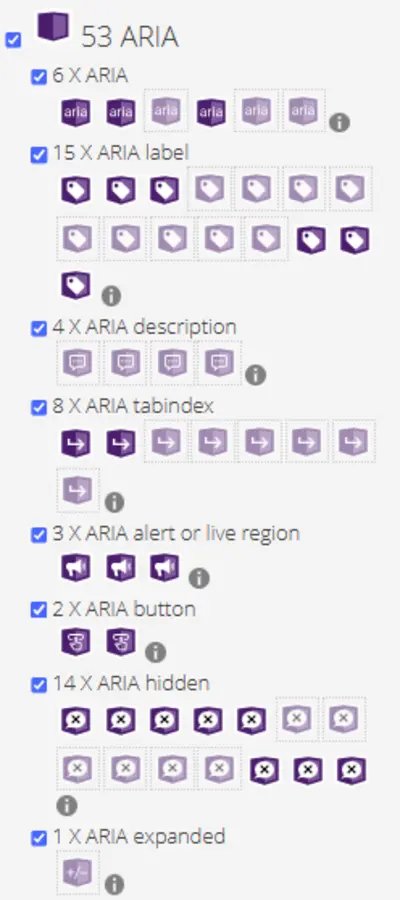 53 ARIA
6 X ARIA
aria aria aria aria aria aria
15 X ARIA label
4 X ARIA description
8 X ARIA tabindex
3 X ARIA alert or live region
2 X ARIA button
14 X ARIA hidden
1 X ARIA expanded
+/-